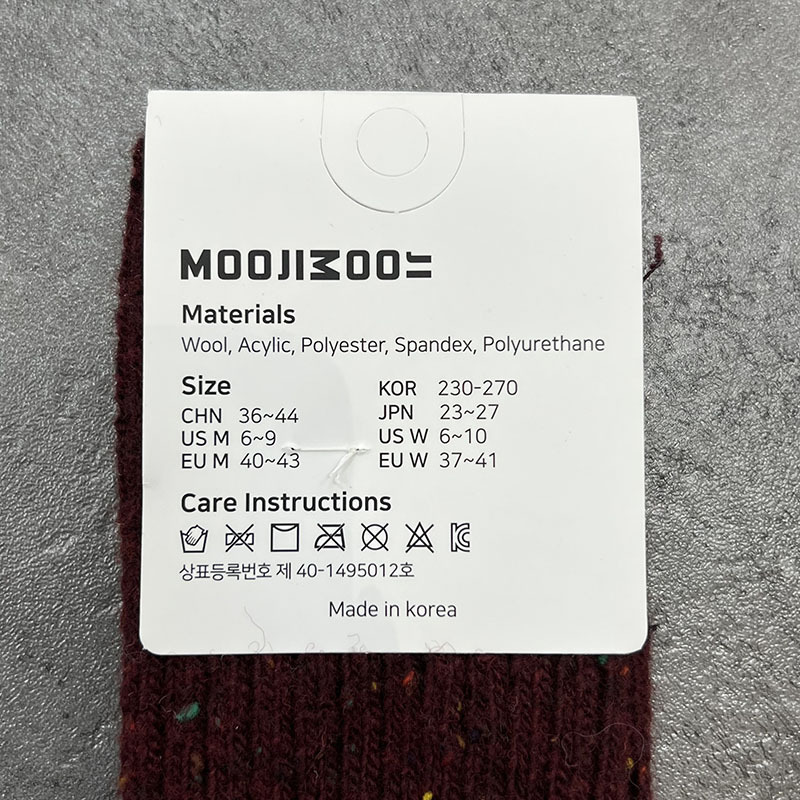 MOOJIMOOJI
Materials
Wool, Acylic, Polyester, Spandex, Polyurethane
Size
CHN 36~44
US M 6~9
EU M 40~43
KOR 230-270
JPN 23~27
US W 6~10
EU W 37~41
Care Instructions
상표등록번호 제 40-1495012호
Made in korea